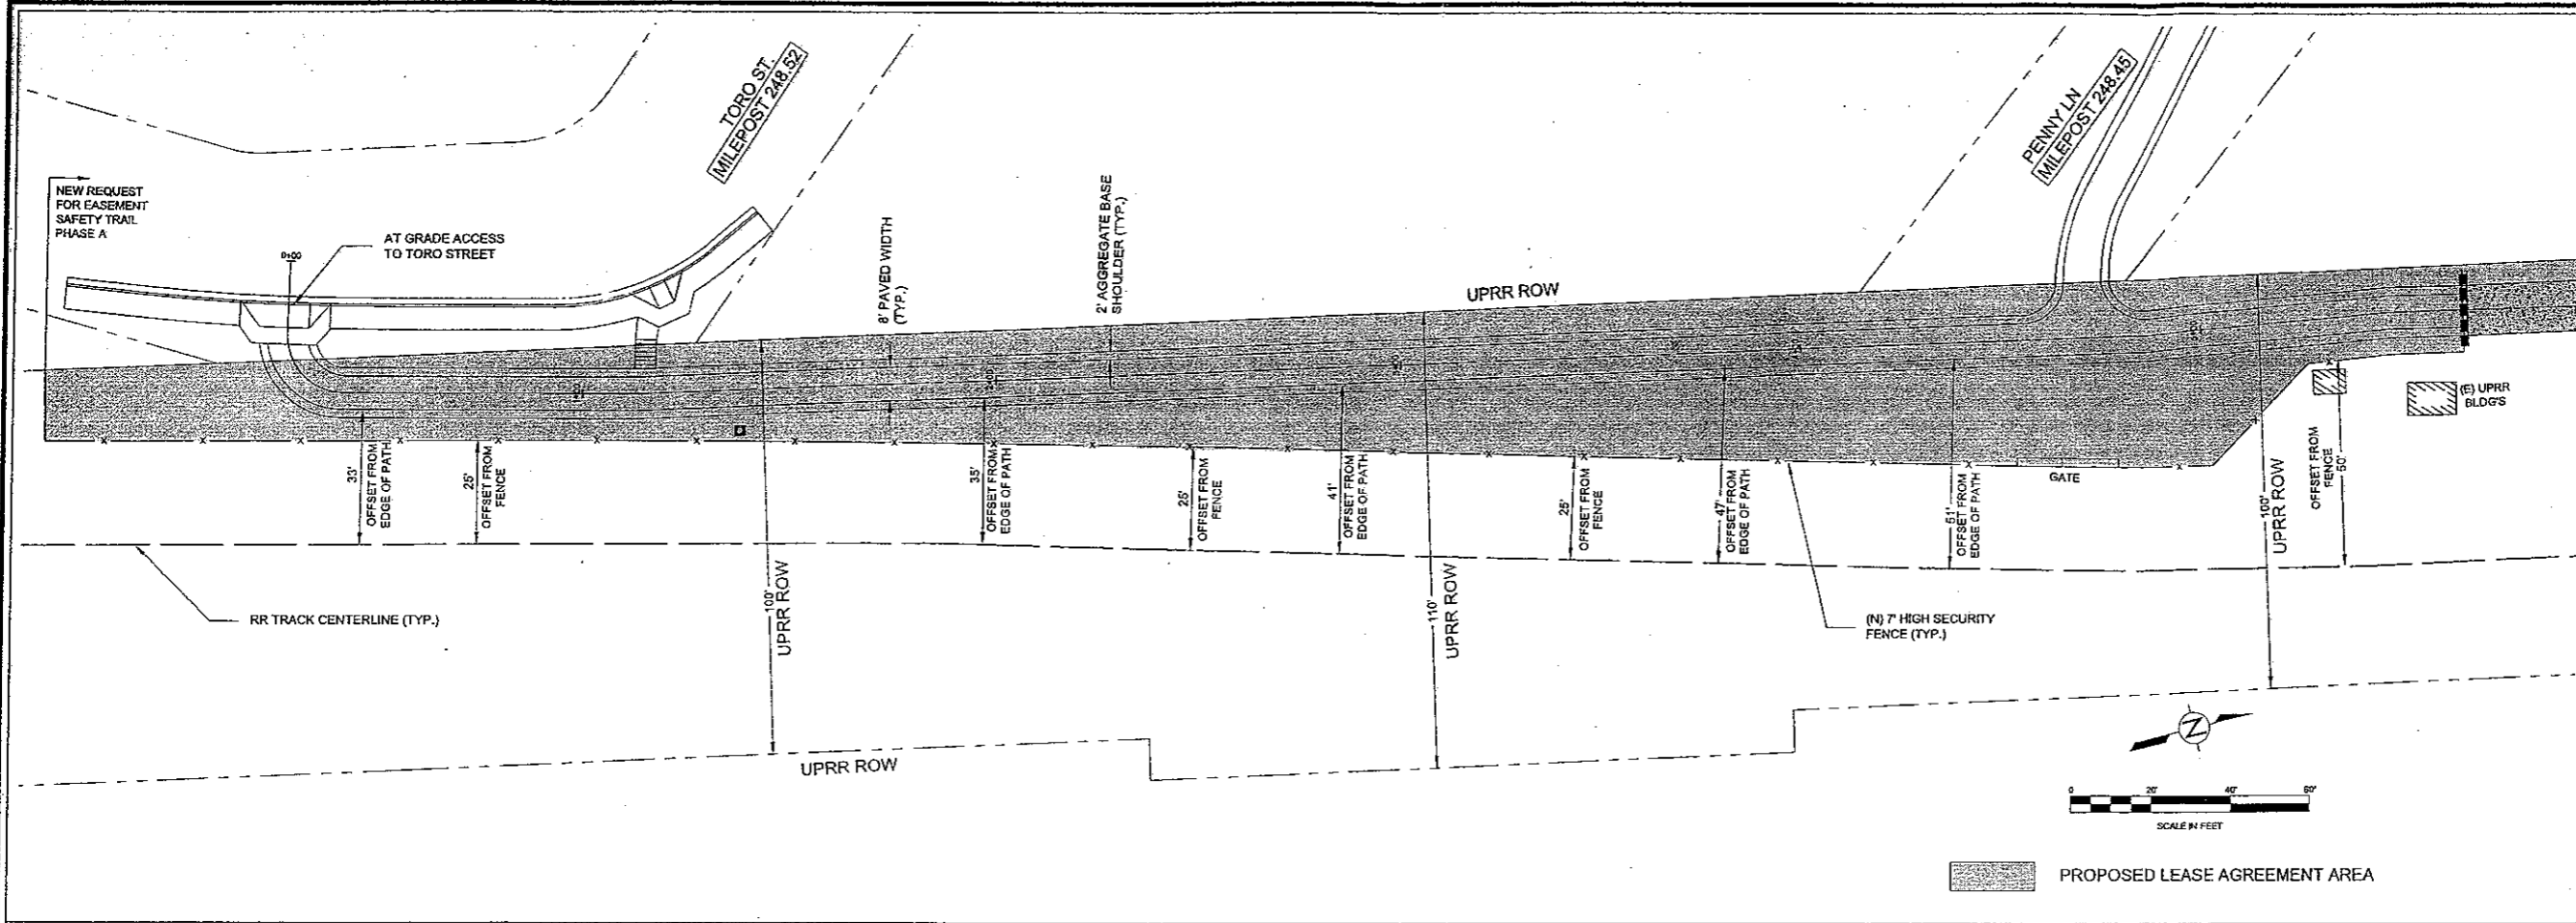 TORO ST.
MILEPOST 248.52
PENNY LN
MILEPOST 248.45
NEW REQUEST
FOR EASEMENT
SAFETY TRAIL
PHASE A
AT GRADE ACCESS
TO TORO STREET
0+00
8' PAVED WIDTH
(TYP.)
2' AGGREGATE BASE
SHOULDER (TYP.)
UPRR ROW
(E) UPRR
BLDG'S
33'
OFFSET FROM
EDGE OF PATH
25'
OFFSET FROM
FENCE
100'
UPRR ROW
35'
OFFSET FROM
EDGE OF PATH
25'
OFFSET FROM
FENCE
41'
OFFSET FROM
EDGE OF PATH
110'
UPRR ROW
25'
OFFSET FROM
FENCE
47'
OFFSET FROM
EDGE OF PATH
51'
OFFSET FROM
EDGE OF PATH
GATE
100'
UPRR ROW
OFFSET FROM
FENCE
50'
RR TRACK CENTERLINE (TYP.)
(N) 7' HIGH SECURITY
FENCE (TYP.)
UPRR ROW
N
0 20' 40' 60'
SCALE IN FEET
PROPOSED LEASE AGREEMENT AREA